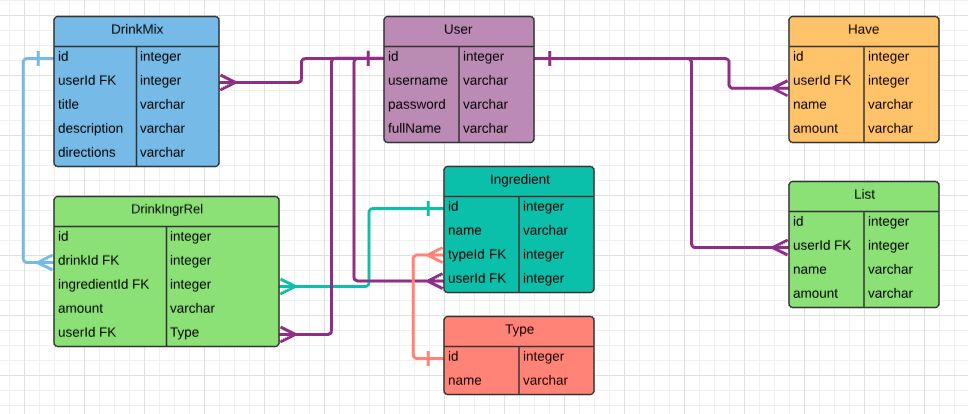 DrinkMix
id integer
userId FK integer
title varchar
description varchar
directions varchar
User
id integer
username varchar
password varchar
fullName varchar
Have
id integer
userId FK integer
name varchar
amount varchar
DrinkIngrRel
id integer
drinkId FK integer
ingredientId FK integer
amount varchar
userId FK Type
Ingredient
id integer
name varchar
typeId FK integer
userId FK integer
List
id integer
userId FK integer
name varchar
amount varchar
Type
id integer
name varchar